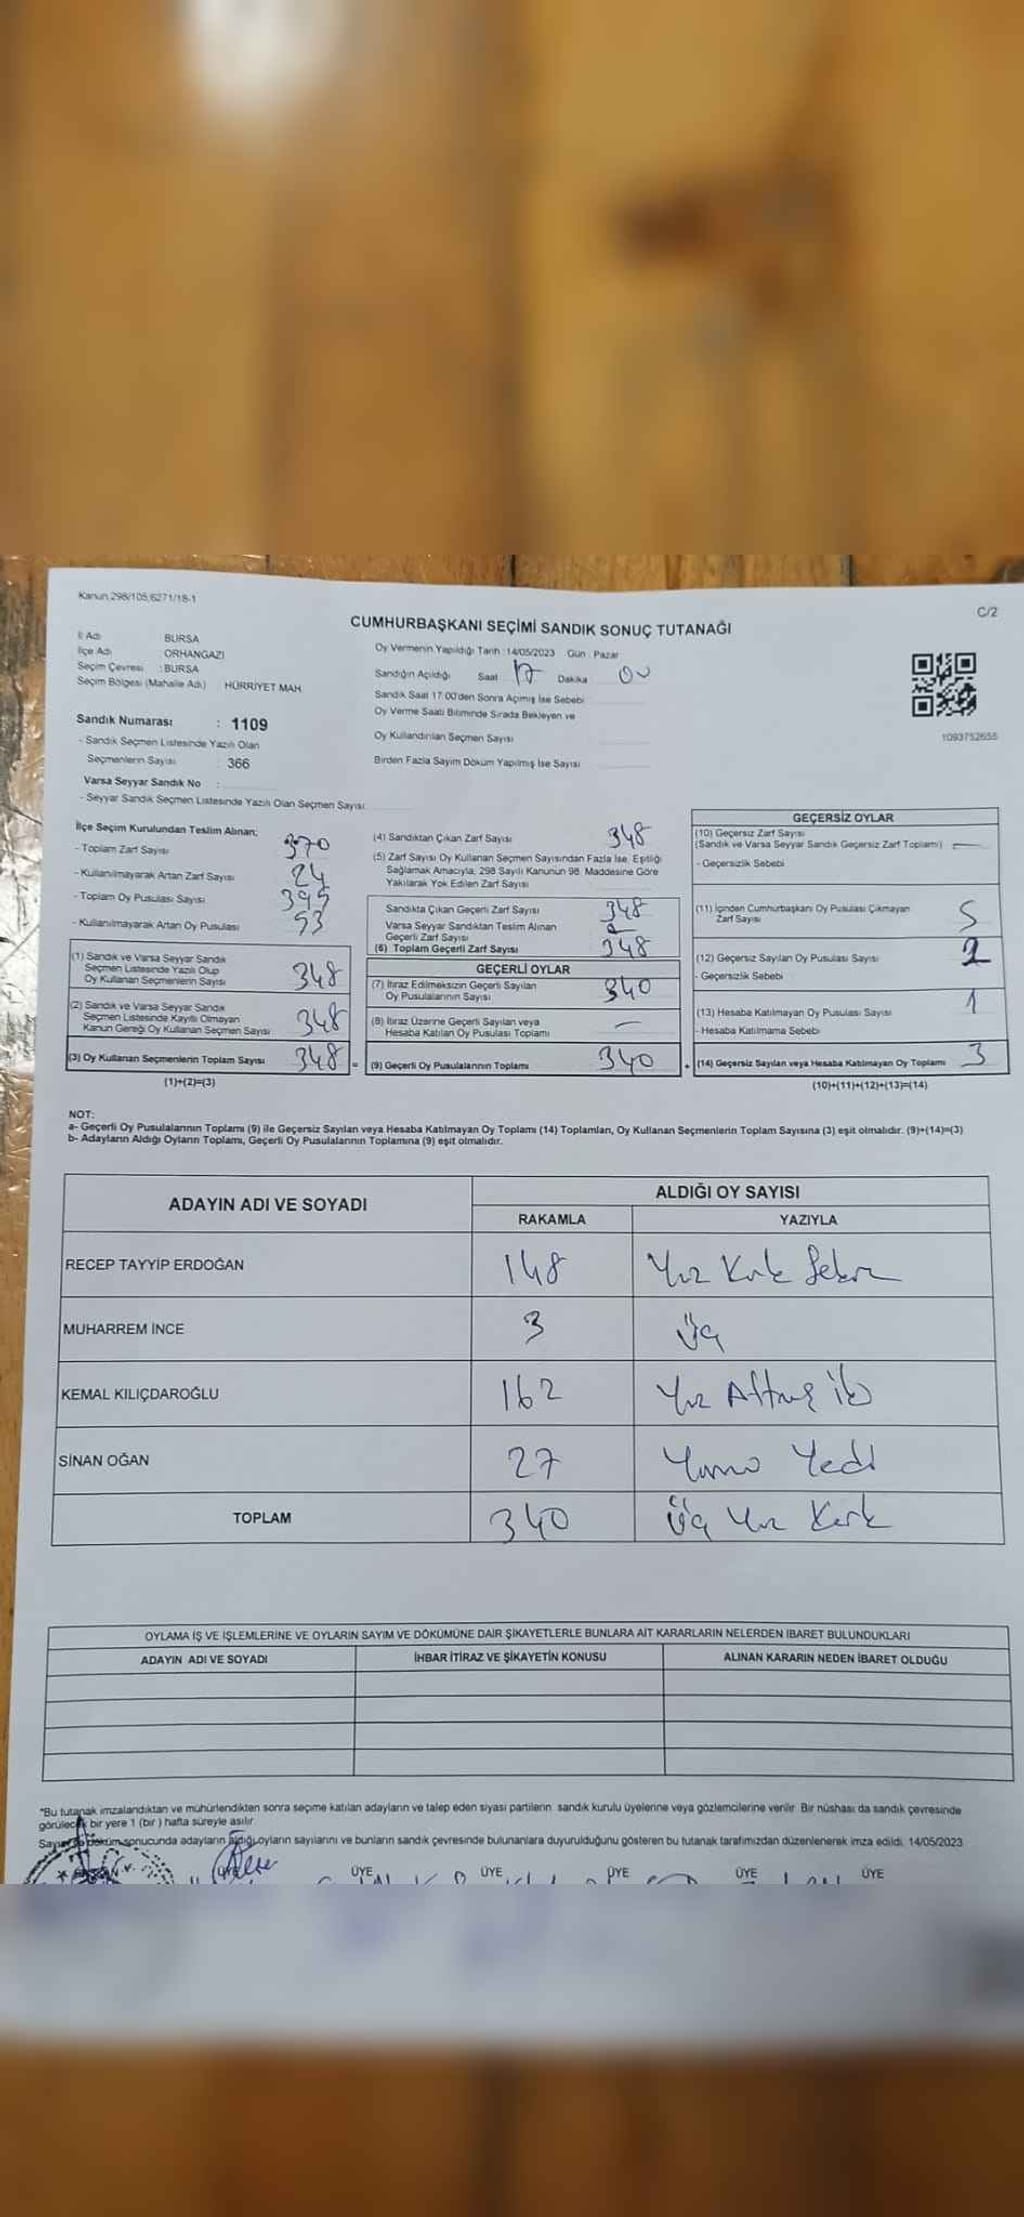 Kanun 298/105,6271/18-1
C/2
CUMHURBAŞKANI SEÇİMİ SANDIK SONUÇ TUTANAĞI
İl Adı BURSA
İlçe Adı ORHANGAZİ
Seçim Çevresi : BURSA
Seçim Bölgesi (Mahalle Adı) HÜRRİYET MAH.
Sandık Numarası : 1109
- Sandık Seçmen Listesinde Yazılı Olan
Seçmenlerin Sayısı : 366
Varsa Seyyar Sandık No :
- Seyyar Sandık Seçmen Listesinde Yazılı Olan Seçmen Sayısı
Oy Vermenin Yapıldığı Tarih : 14/05/2023 Gün : Pazar
Sandığın Açıldığı Saat 17 Dakika 00
Sandık Saat 17:00'den Sonra Açılmış İse Sebebi
Oy Verme Saati Bitiminde Sırada Bekleyen ve
Oy Kullandırılan Seçmen Sayısı
Birden Fazla Sayım Döküm Yapılmış İse Sayısı
1093752655
İlçe Seçim Kurulundan Teslim Alınan;
- Toplam Zarf Sayısı 370
- Kullanılmayarak Artan Zarf Sayısı 24
- Toplam Oy Pusulası Sayısı 395
- Kullanılmayarak Artan Oy Pusulası 53
(1) Sandık ve Varsa Seyyar Sandık
Seçmen Listesinde Yazılı Olup
Oy Kullanan Seçmenlerin Sayısı 348
(2) Sandık ve Varsa Seyyar Sandık
Seçmen Listesinde Kayıtlı Olmayan
Kanun Gereği Oy Kullanan Seçmen Sayısı 348
(3) Oy Kullanan Seçmenlerin Toplam Sayısı 348 =
(1)+(2)=(3)
(4) Sandıktan Çıkan Zarf Sayısı 348
(5) Zarf Sayısı Oy Kullanan Seçmen Sayısından Fazla İse, Eşitliği
Sağlamak Amacıyla, 298 Sayılı Kanunun 98. Maddesine Göre
Yakılarak Yok Edilen Zarf Sayısı
Sandıkta Çıkan Geçerli Zarf Sayısı 348
Varsa Seyyar Sandıktan Teslim Alınan
Geçerli Zarf Sayısı
(6) Toplam Geçerli Zarf Sayısı 348
GEÇERLİ OYLAR
(7) İtiraz Edilmeksizin Geçerli Sayılan
Oy Pusulalarının Sayısı 340
(8) İtiraz Üzerine Geçerli Sayılan veya
Hesaba Katılan Oy Pusulası Toplamı —
(9) Geçerli Oy Pusulalarının Toplamı 340 +
GEÇERSİZ OYLAR
(10) Geçersiz Zarf Sayısı
(Sandık ve Varsa Seyyar Sandık Geçersiz Zarf Toplamı) —
- Geçersizlik Sebebi
(11) İçinden Cumhurbaşkanı Oy Pusulası Çıkmayan
Zarf Sayısı 5
(12) Geçersiz Sayılan Oy Pusulası Sayısı 2
- Geçersizlik Sebebi
(13) Hesaba Katılmayan Oy Pusulası Sayısı 1
- Hesaba Katılmama Sebebi
(14) Geçersiz Sayılan veya Hesaba Katılmayan Oy Toplamı 3
(10)+(11)+(12)+(13)=(14)
NOT:
a- Geçerli Oy Pusulalarının Toplamı (9) ile Geçersiz Sayılan veya Hesaba Katılmayan Oy Toplamı (14) Toplamları, Oy Kullanan Seçmenlerin Toplam Sayısına (3) eşit olmalıdır. (9)+(14)=(3)
b- Adayların Aldığı Oyların Toplamı, Geçerli Oy Pusulalarının Toplamına (9) eşit olmalıdır.
ADAYIN ADI VE SOYADI ALDIĞI OY SAYISI
RAKAMLA YAZIYLA
RECEP TAYYİP ERDOĞAN 148 Yüz Kırk Sekiz
MUHARREM İNCE 3 Üç
KEMAL KILIÇDAROĞLU 162 Yüz Altmış iki
SİNAN OĞAN 27 Yirmi Yedi
TOPLAM 340 Üç Yüz Kırk
OYLAMA İŞ VE İŞLEMLERİNE VE OYLARIN SAYIM VE DÖKÜMÜNE DAİR ŞİKAYETLERLE BUNLARA AİT KARARLARIN NELERDEN İBARET BULUNDUKLARI
ADAYIN ADI VE SOYADI İHBAR İTİRAZ VE ŞİKAYETİN KONUSU ALINAN KARARIN NEDEN İBARET OLDUĞU
*Bu tutanak imzalandıktan ve mühürlendikten sonra seçime katılan adayların ve talep eden siyasi partilerin sandık kurulu üyelerine veya gözlemcilerine verilir. Bir nüshası da sandık çevresinde
görülecek bir yere 1 (bir) hafta süreyle asılır.
Sayım ve döküm sonucunda adayların aldığı oyların sayılarını ve bunların sandık çevresinde bulunanlara duyurulduğunu gösteren bu tutanak tarafımızdan düzenlenerek imza edildi. 14/05/2023
ÜYE ÜYE ÜYE ÜYE ÜYE ÜYE